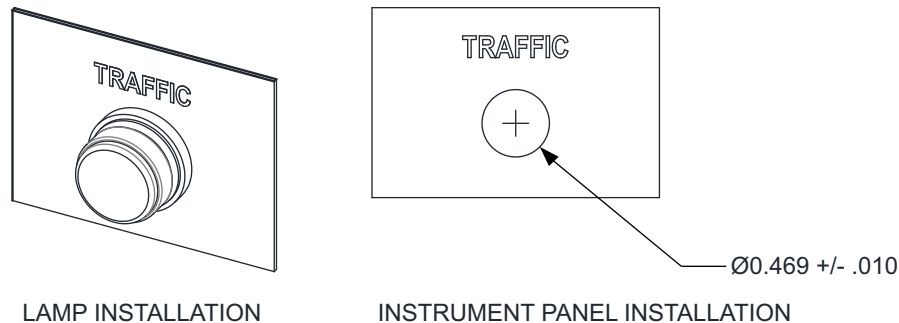 TRAFFIC
TRAFFIC
Ø0.469 +/- .010
LAMP INSTALLATION
INSTRUMENT PANEL INSTALLATION